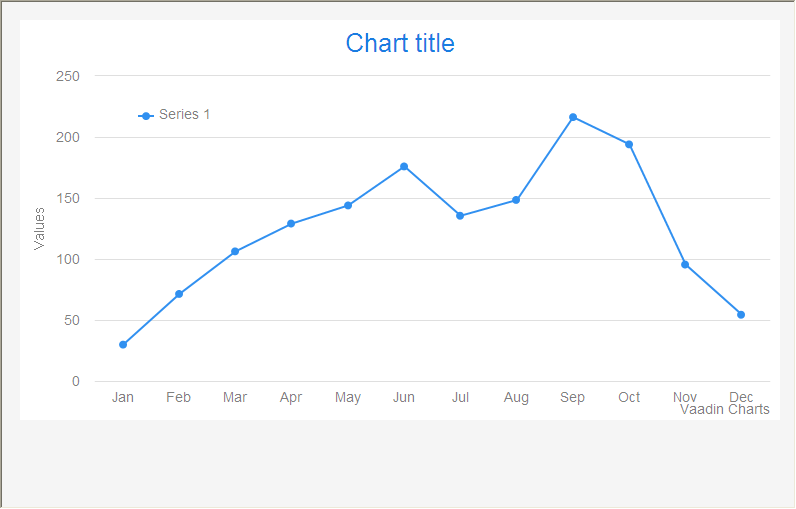 Chart title
250
Series 1
200
150
Values
100
50
0
Jan Feb Mar Apr May Jun Jul Aug Sep Oct Nov Dec
Vaadin Charts